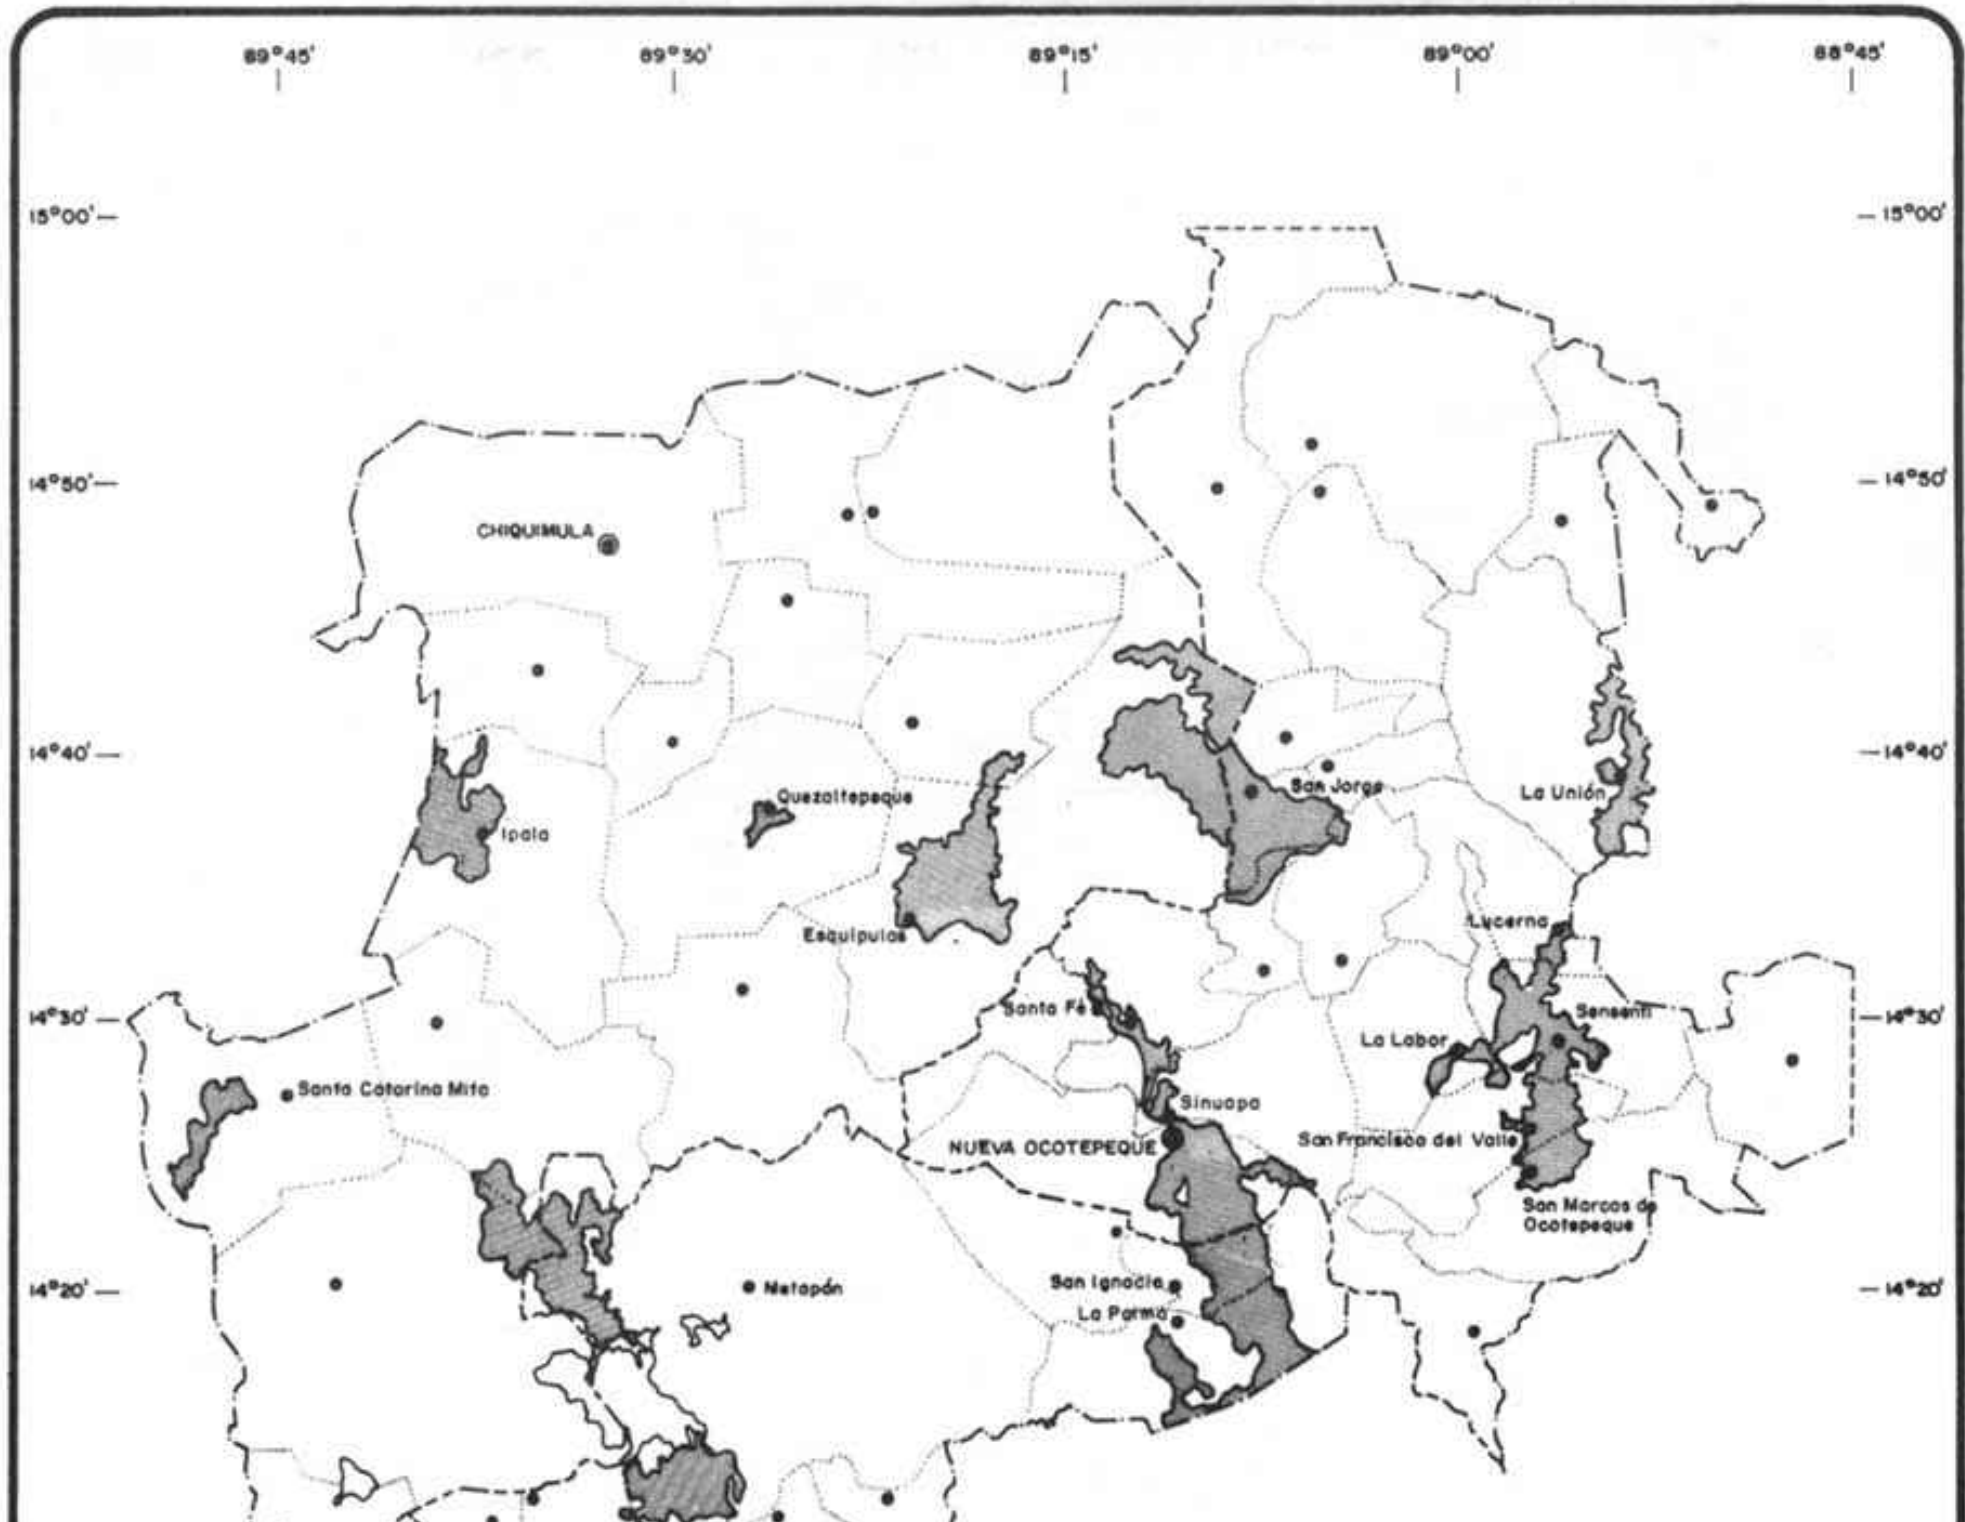 89°45' 89°30' 89°15' 89°00' 88°45'
15°00' 15°00'
14°50' 14°50'
CHIQUIMULA
14°40' 14°40'
San Jorge
La Unión
Quezaltepeque
Ipala
Lucerna
Esquipulas
Santa Fé
Sensenti
14°30' 14°30'
La Labor
Santa Catarina Mita
Sinuapa
San Francisco del Valle
NUEVA OCOTEPEQUE
San Marcos de
Ocotepeque
San Ignacio
14°20' Metapán 14°20'
La Parma